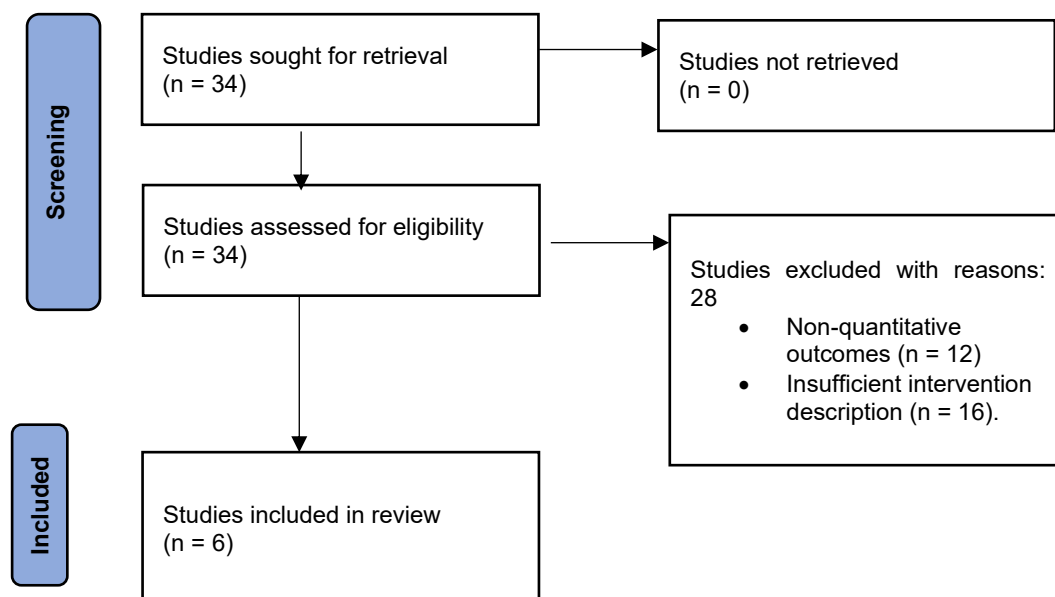 Screening
Studies sought for retrieval
(n = 34)
Studies not retrieved
(n = 0)
Studies assessed for eligibility
(n = 34)
Studies excluded with reasons:
28
• Non-quantitative
outcomes (n = 12)
• Insufficient intervention
description (n = 16).
Included
Studies included in review
(n = 6)